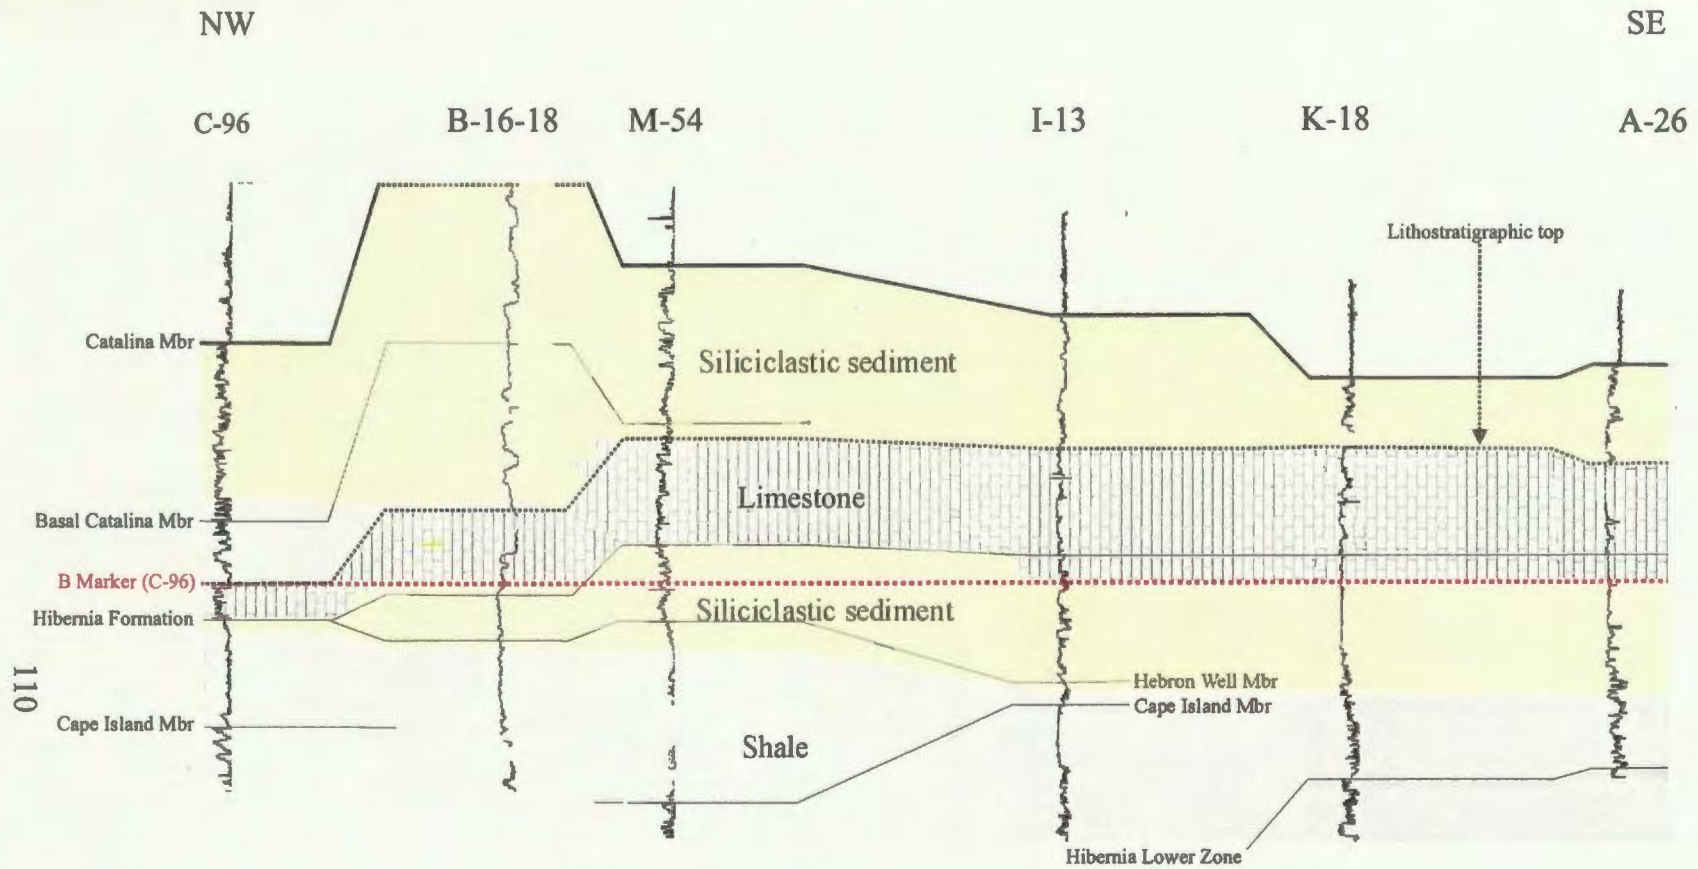 NW
SE
C-96
B-16-18
M-54
I-13
K-18
A-26
Lithostratigraphic top
Catalina Mbr
Siliciclastic sediment
Limestone
Basal Catalina Mbr
B Marker (C-96)
Hibernia Formation
Siliciclastic sediment
Hebron Well Mbr
Cape Island Mbr
Cape Island Mbr
Shale
Hibernia Lower Zone
110